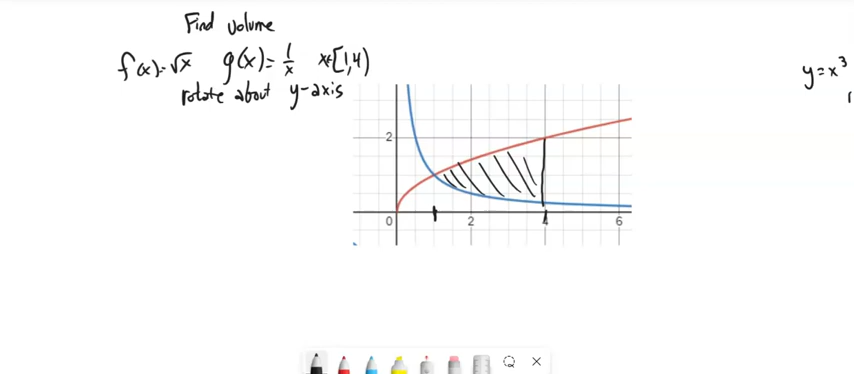 Find volume
f(x)=√x g(x)=1/x x∈[1,4]
rotate about y-axis
y=x³
2
0 2 4 6